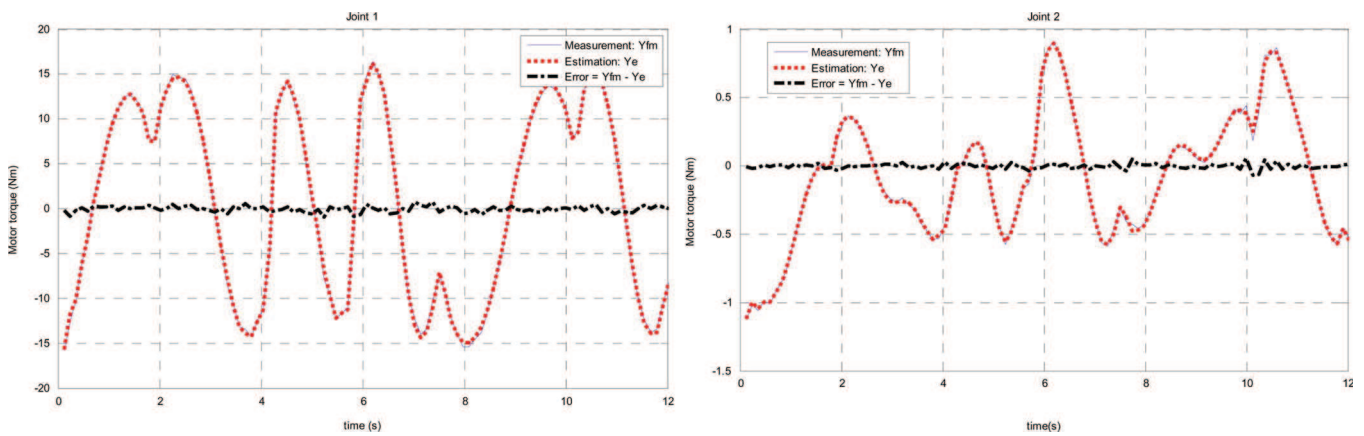 Joint 1
20
15
10
5
0
-5
-10
-15
-20
Motor torque (Nm)
Measurement: Yfm
Estimation: Ye
Error = Yfm - Ye
0
2
4
6
8
10
12
time (s)
Joint 2
1
0.5
0
-0.5
-1
-1.5
Motor torque (Nm)
Measurement: Yfm
Estimation: Ye
Error = Yfm - Ye
0
2
4
6
8
10
12
time(s)